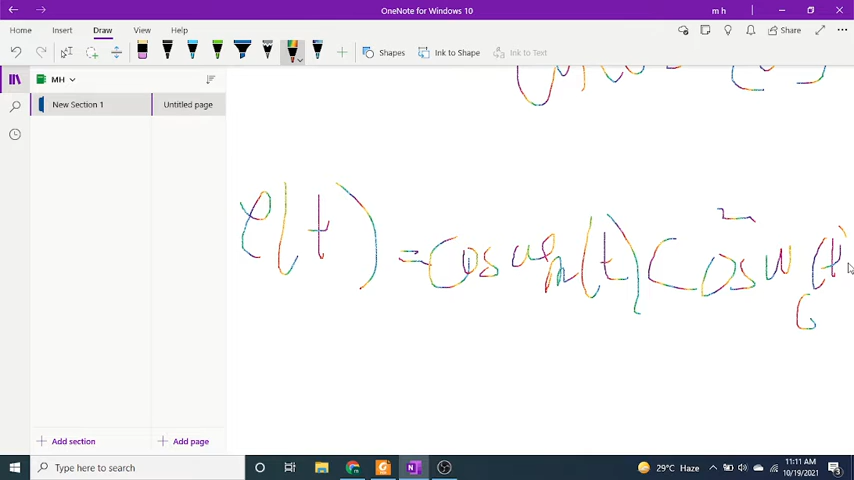 OneNote for Windows 10
m h
Home Insert Draw View Help
Share
Shapes Ink to Shape Ink to Text
MH
New Section 1
Untitled page
(t) = Cos (t) Cos w (t
Add section Add page
Type here to search
29°C Haze
11:11 AM
10/19/2021
3